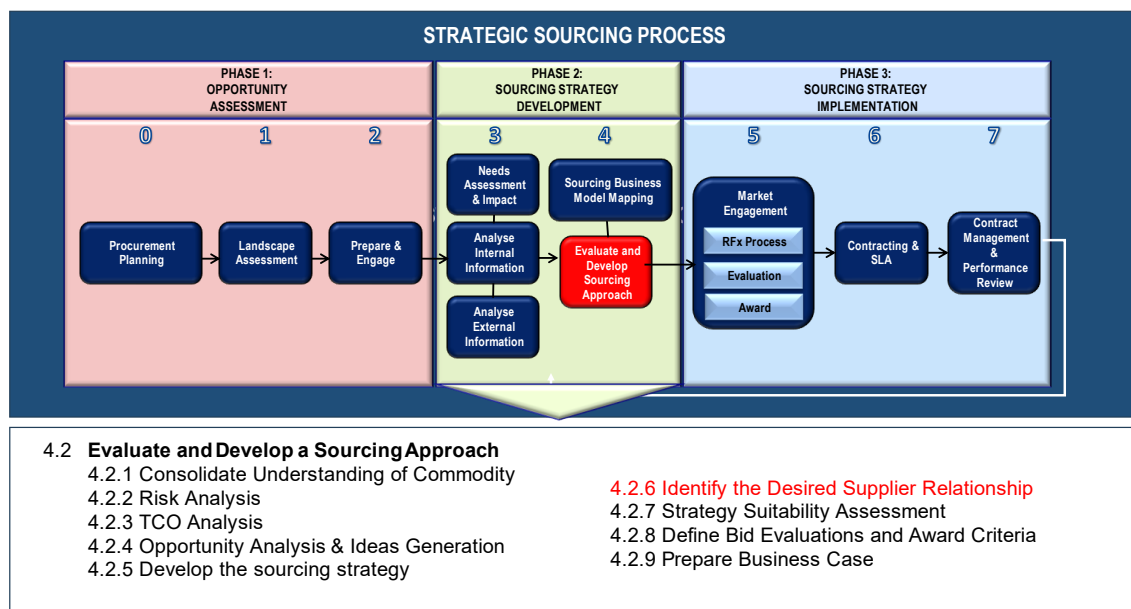 STRATEGIC SOURCING PROCESS
PHASE 1:
OPPORTUNITY
ASSESSMENT
PHASE 2:
SOURCING STRATEGY
DEVELOPMENT
PHASE 3:
SOURCING STRATEGY
IMPLEMENTATION
0
1
2
3
4
5
6
7
Procurement
Planning
Landscape
Assessment
Prepare &
Engage
Needs
Assessment
& Impact
Analyse
Internal
Information
Analyse
External
Information
Sourcing Business
Model Mapping
Evaluate and
Develop
Sourcing
Approach
Market
Engagement
RFx Process
Evaluation
Award
Contracting &
SLA
Contract
Management
&
Performance
Review
4.2 Evaluate and Develop a Sourcing Approach
4.2.1 Consolidate Understanding of Commodity
4.2.2 Risk Analysis
4.2.3 TCO Analysis
4.2.4 Opportunity Analysis & Ideas Generation
4.2.5 Develop the sourcing strategy
4.2.6 Identify the Desired Supplier Relationship
4.2.7 Strategy Suitability Assessment
4.2.8 Define Bid Evaluations and Award Criteria
4.2.9 Prepare Business Case